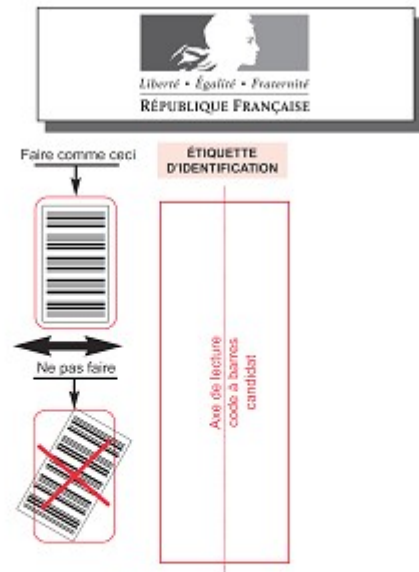 Liberté • Égalité • Fraternité
RÉPUBLIQUE FRANÇAISE
Faire comme ceci
ÉTIQUETTE
D'IDENTIFICATION
Ne pas faire
Axe de lecture
code à barres
candidat